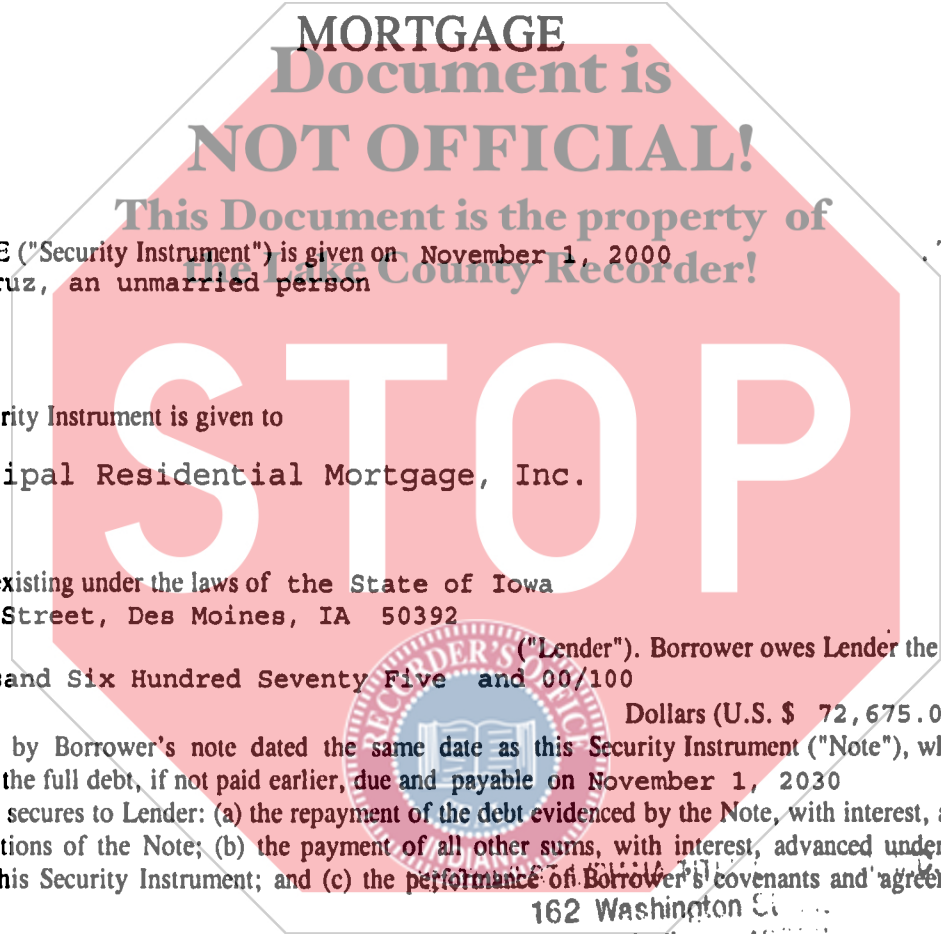 MORTGAGE
Document is
NOT OFFICIAL!
This Document is the property of
the Lake County Recorder!
E ("Security Instrument") is given on November 1, 2000
ruz, an unmarried person
STOP
rity Instrument is given to
ipal Residential Mortgage, Inc.
xisting under the laws of the State of Iowa
Street, Des Moines, IA 50392
("Lender"). Borrower owes Lender the
and Six Hundred Seventy Five and 00/100
Dollars (U.S. $ 72,675.0
by Borrower's note dated the same date as this Security Instrument ("Note"), wh
the full debt, if not paid earlier, due and payable on November 1, 2030
secures to Lender: (a) the repayment of the debt evidenced by the Note, with interest, a
tions of the Note; (b) the payment of all other sums, with interest, advanced under
his Security Instrument; and (c) the performance of Borrower's covenants and agreem
RECORDER'S OFFICE
INDIANA
162 Washington